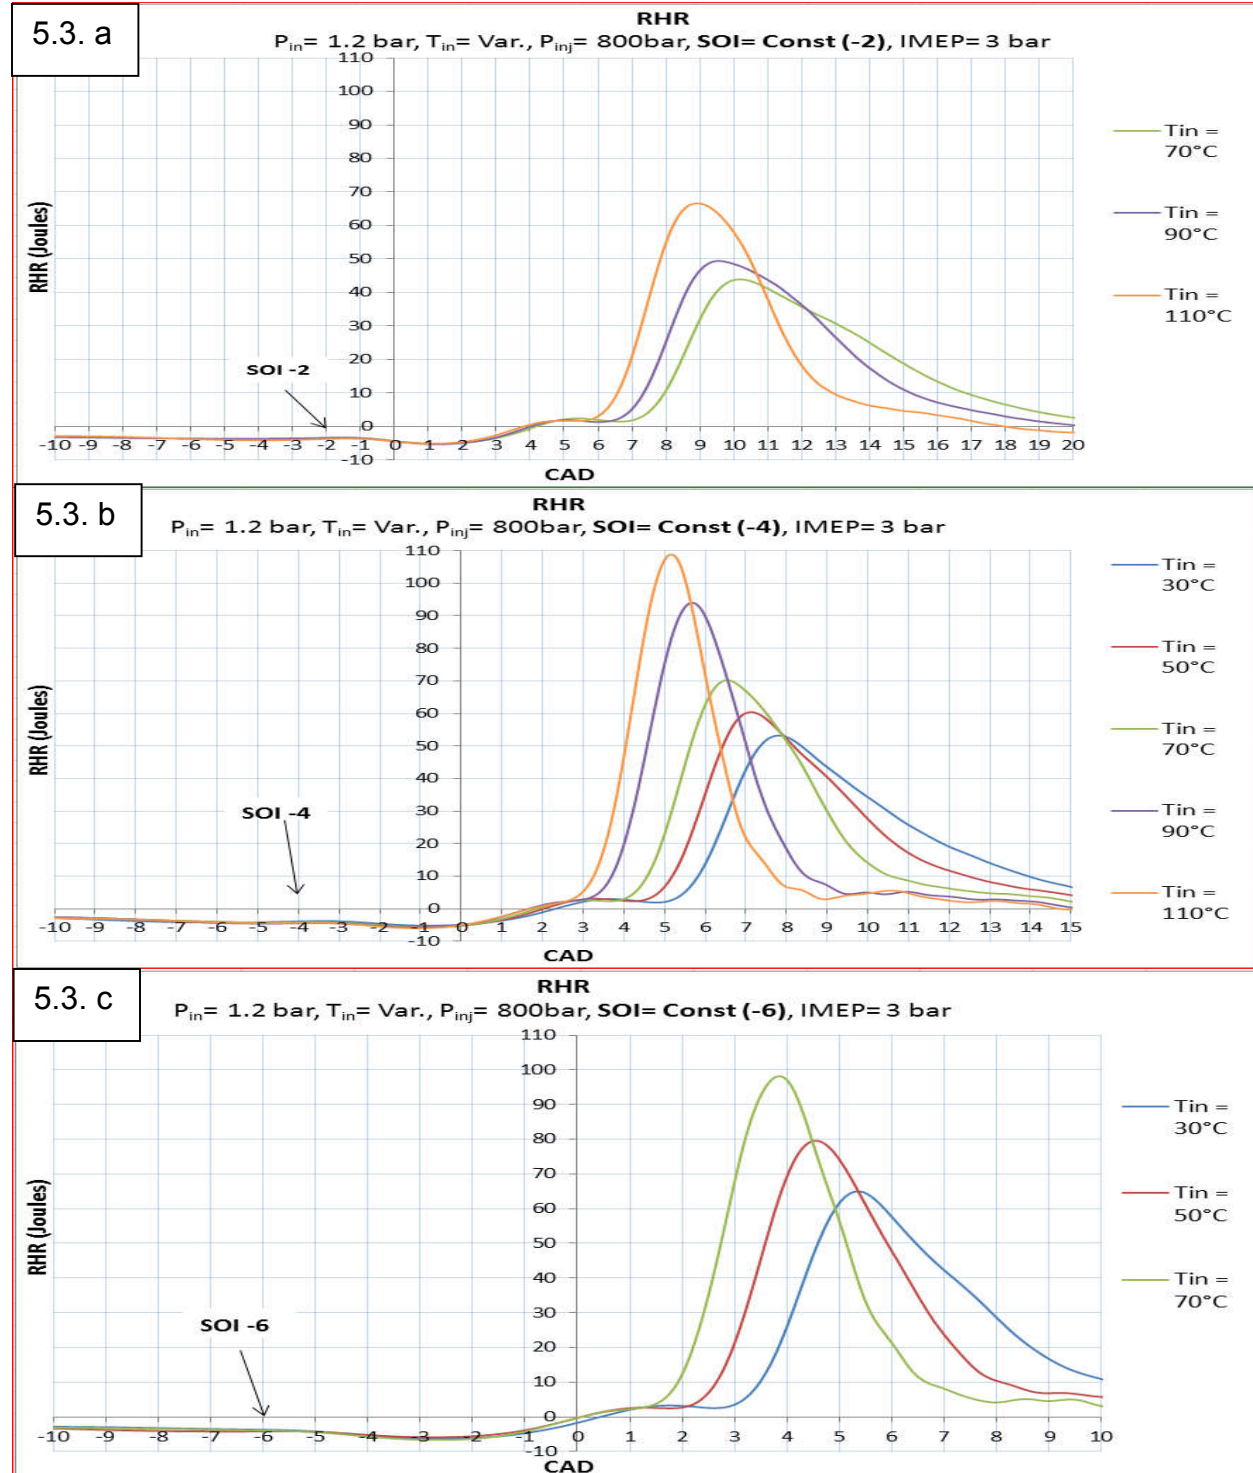 5.3. a
RHR
P_in= 1.2 bar, T_in= Var., P_inj= 800bar, SOI= Const (-2), IMEP= 3 bar
RHR (Joules)
110
100
90
80
70
60
50
40
30
20
10
0
-10
SOI -2
-10 -9 -8 -7 -6 -5 -4 -3 -2 -1 0 1 2 3 4 5 6 7 8 9 10 11 12 13 14 15 16 17 18 19 20
CAD
Tin =
70°C
Tin =
90°C
Tin =
110°C
5.3. b
RHR
P_in= 1.2 bar, T_in= Var., P_inj= 800bar, SOI= Const (-4), IMEP= 3 bar
RHR (Joules)
110
100
90
80
70
60
50
40
30
20
10
0
-10
SOI -4
-10 -9 -8 -7 -6 -5 -4 -3 -2 -1 0 1 2 3 4 5 6 7 8 9 10 11 12 13 14 15
CAD
Tin =
30°C
Tin =
50°C
Tin =
70°C
Tin =
90°C
Tin =
110°C
5.3. c
RHR
P_in= 1.2 bar, T_in= Var., P_inj= 800bar, SOI= Const (-6), IMEP= 3 bar
RHR (Joules)
110
100
90
80
70
60
50
40
30
20
10
0
-10
SOI -6
-10 -9 -8 -7 -6 -5 -4 -3 -2 -1 0 1 2 3 4 5 6 7 8 9 10
CAD
Tin =
30°C
Tin =
50°C
Tin =
70°C